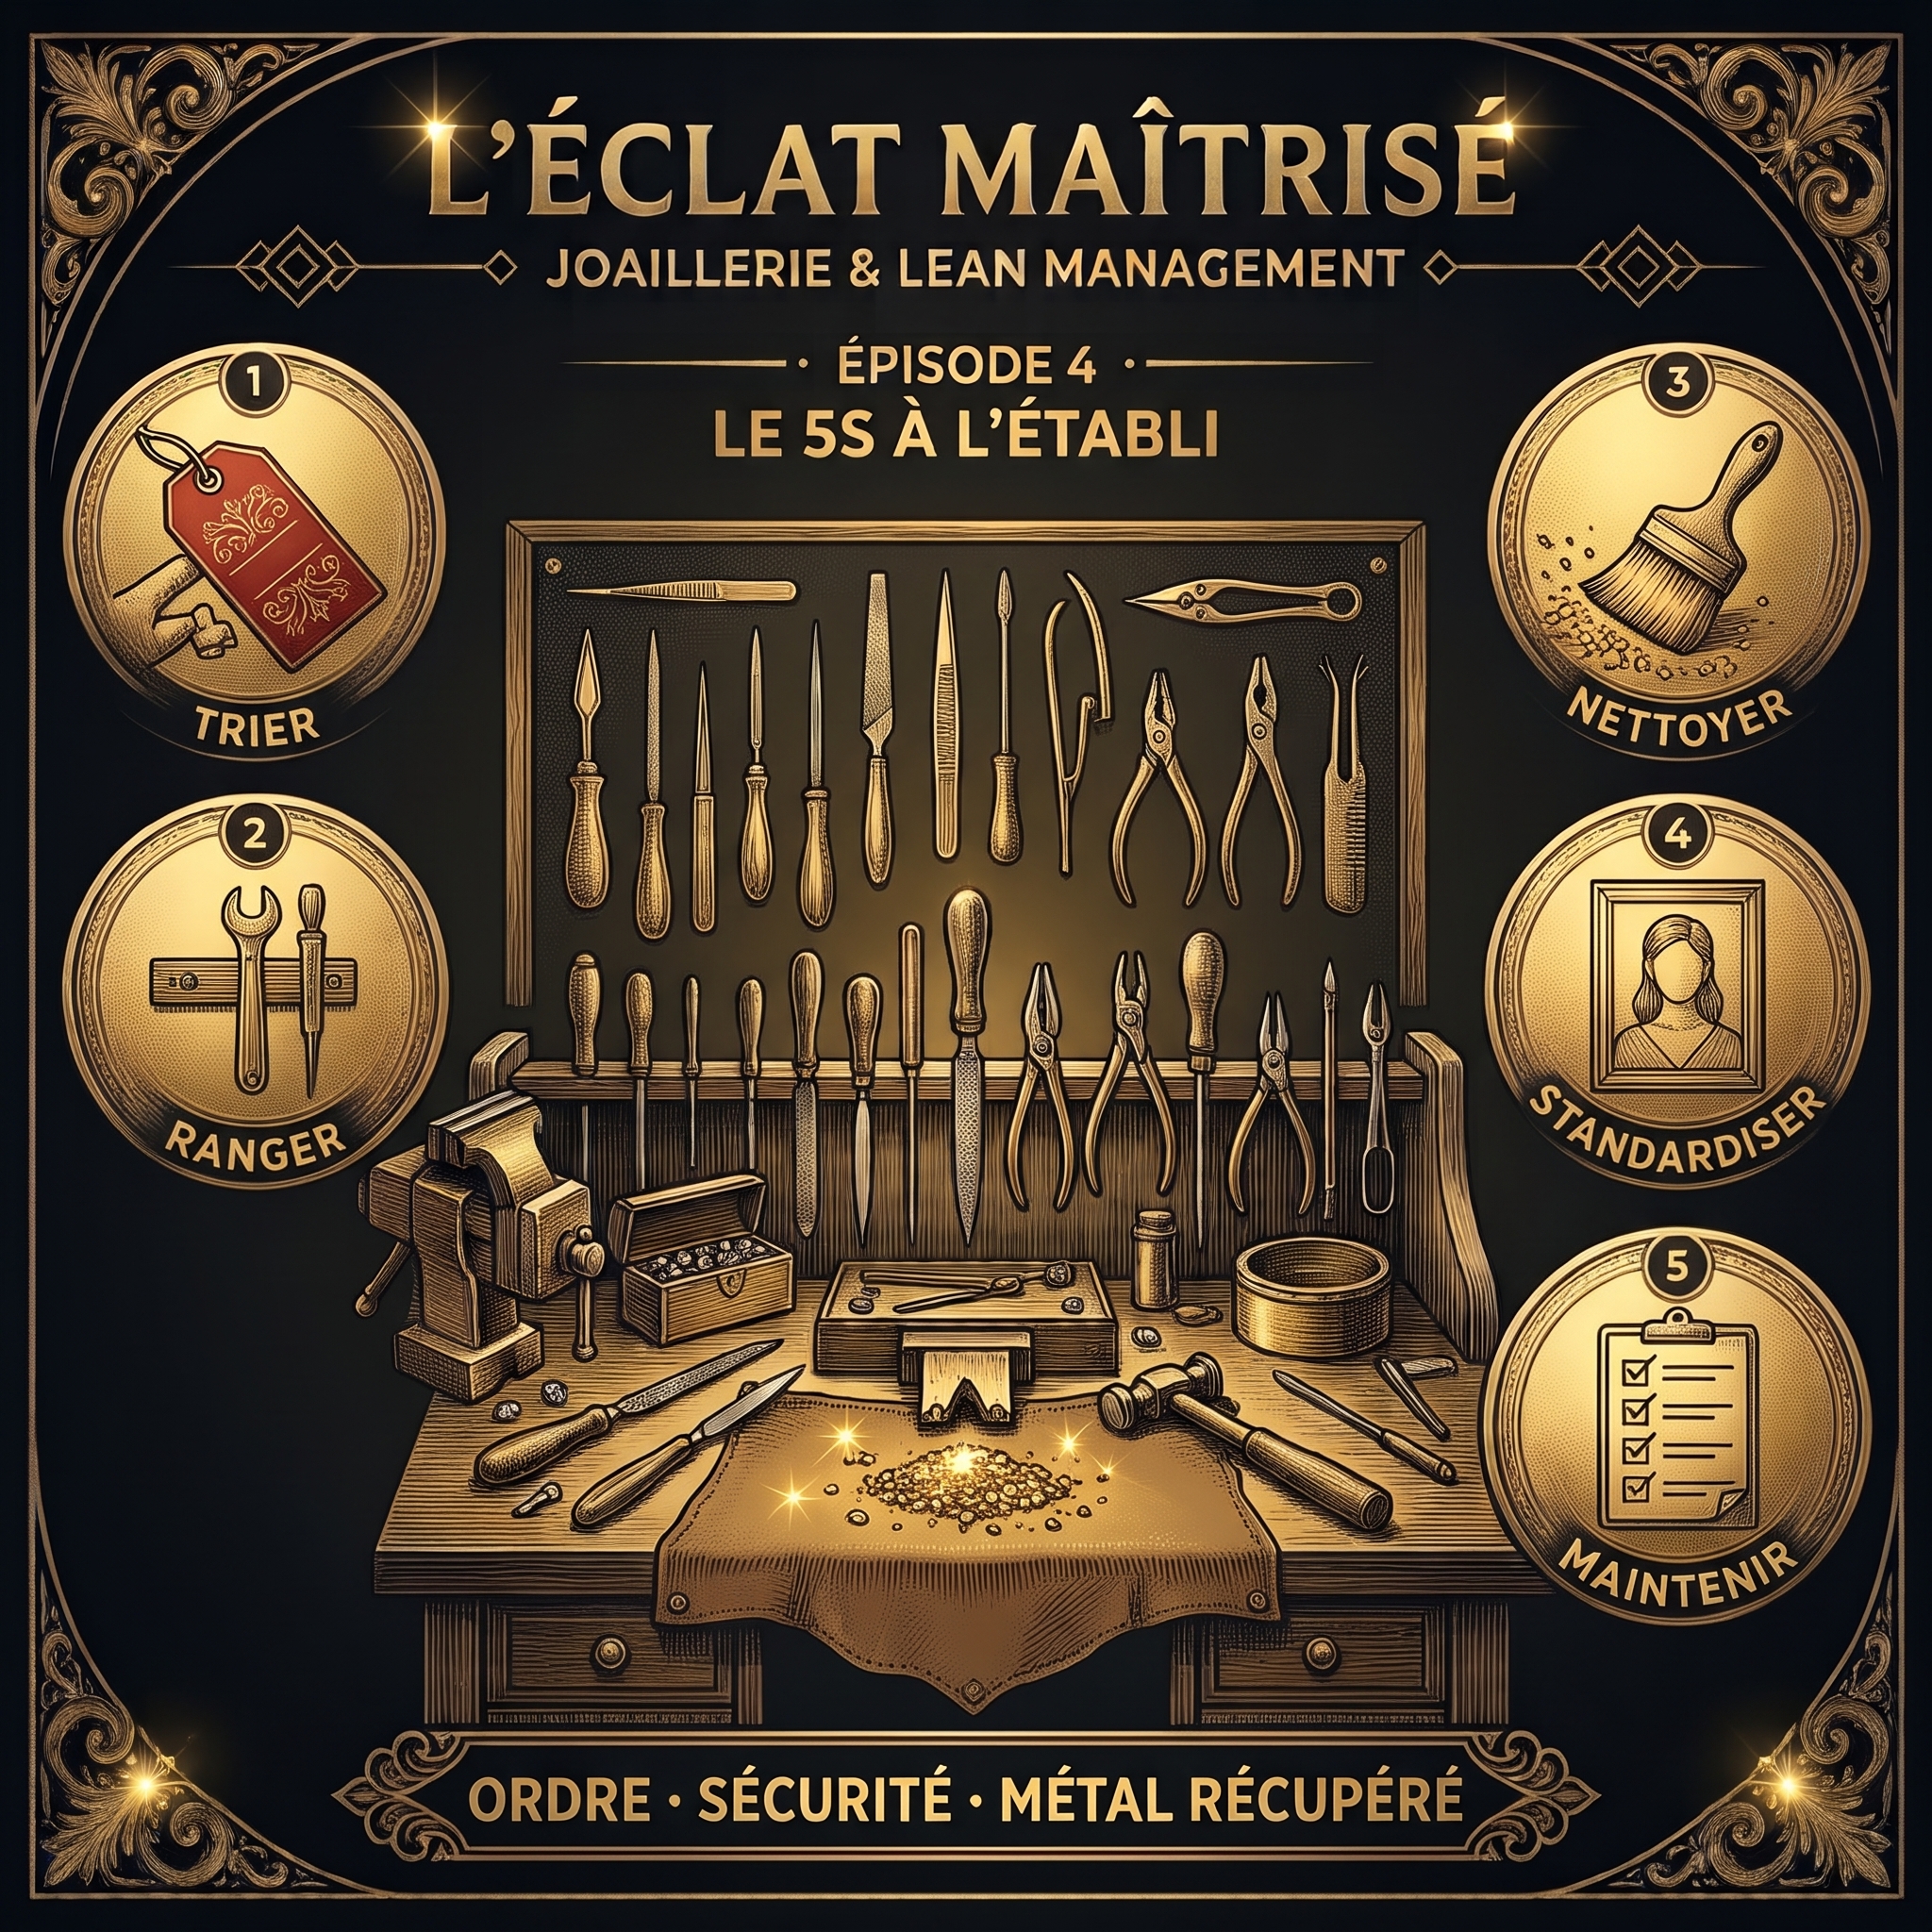 L'ÉCLAT MAÎTRISÉ
JOAILLERIE & LEAN MANAGEMENT
· ÉPISODE 4 ·
LE 5S À L'ÉTABLI
1
TRIER
2
RANGER
3
NETTOYER
4
STANDARDISER
5
MAINTENIR
ORDRE · SÉCURITÉ · MÉTAL RÉCUPÉRÉ